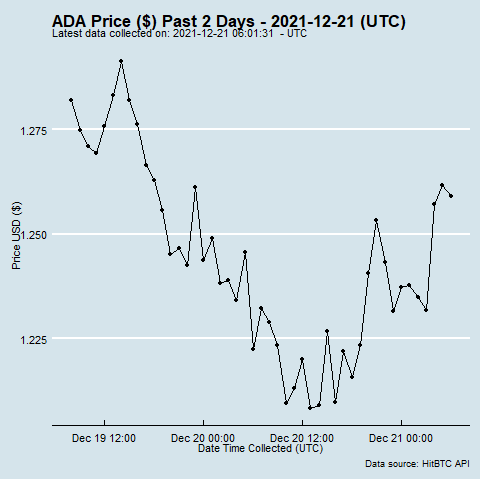 ADA Price ($) Past 2 Days - 2021-12-21 (UTC)
Latest data collected on: 2021-12-21 06:01:31 - UTC
1.275
1.250
1.225
Price USD ($)
Dec 19 12:00 Dec 20 00:00 Dec 20 12:00 Dec 21 00:00
Date Time Collected (UTC)
Data source: HitBTC API